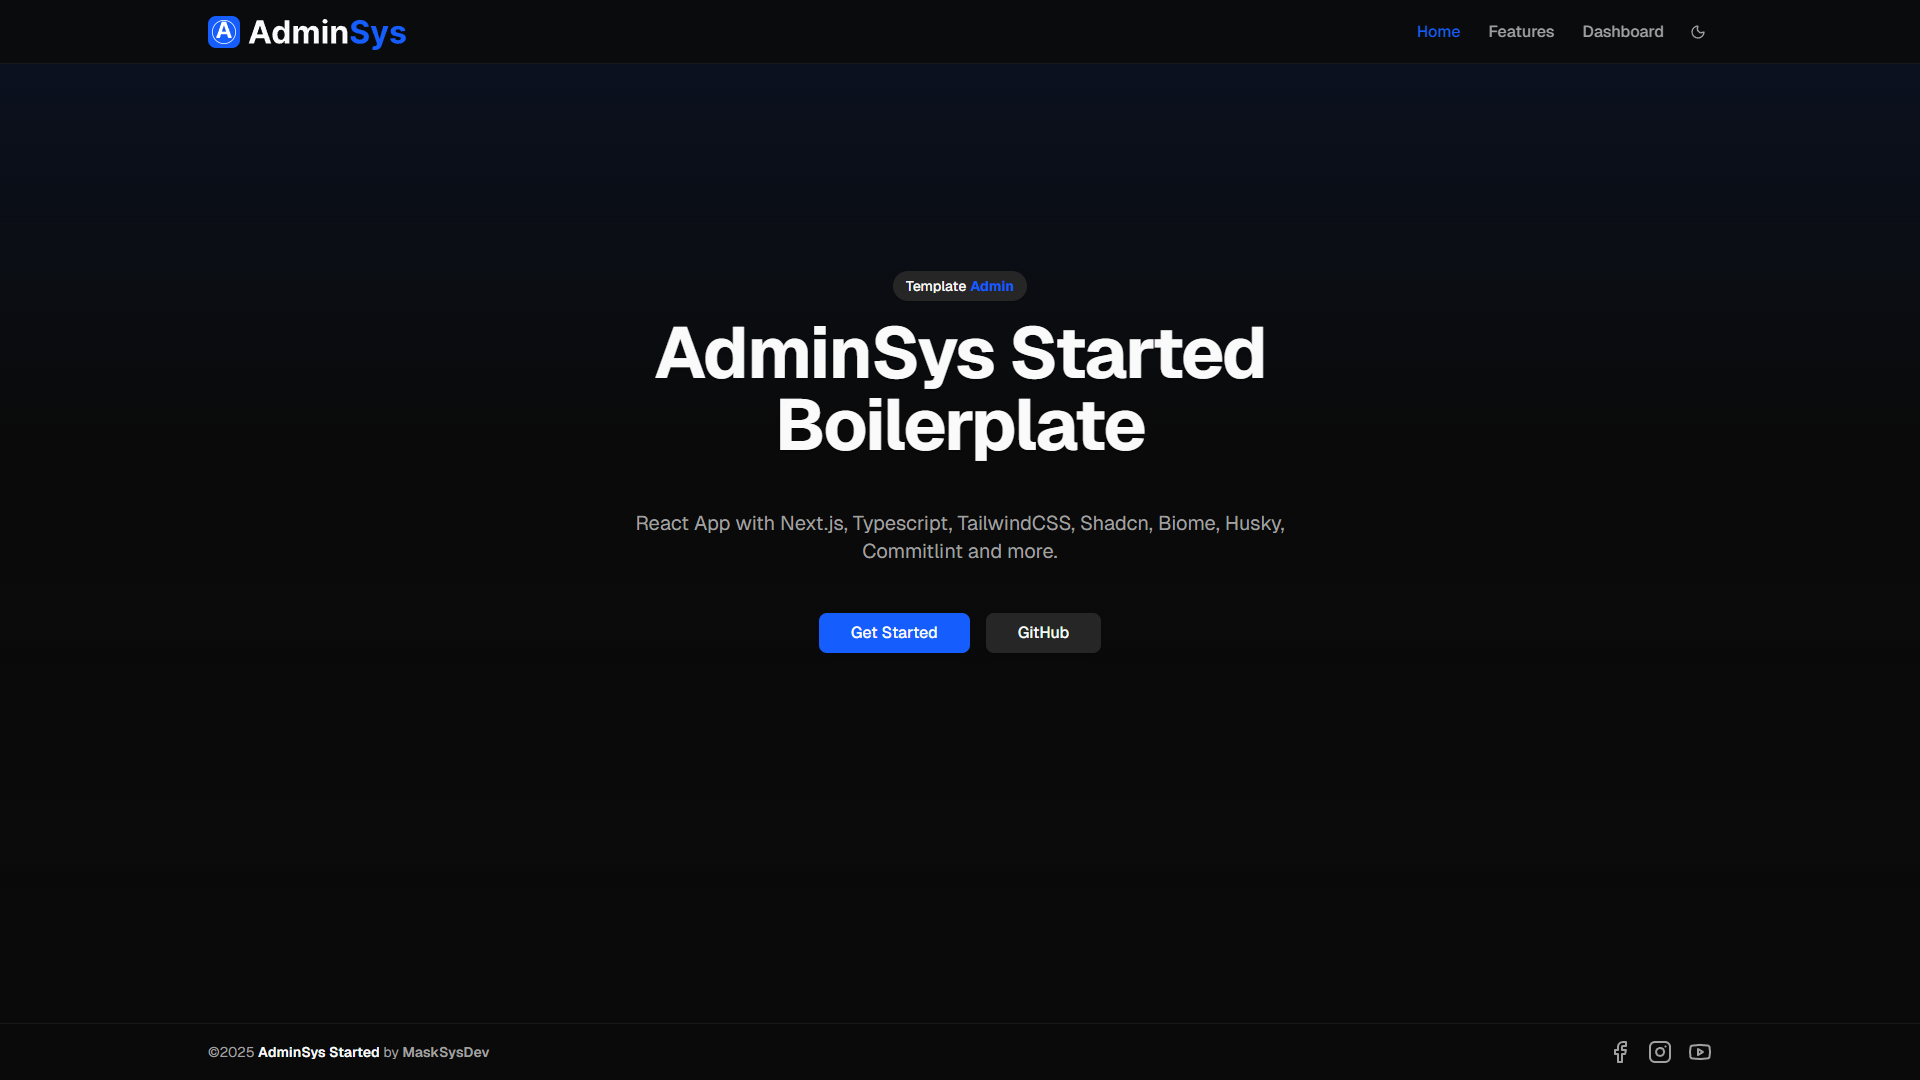 A AdminSys
Home Features Dashboard
Template Admin
AdminSys Started
Boilerplate
React App with Next.js, Typescript, TailwindCSS, Shadcn, Biome, Husky,
Commitlint and more.
Get Started GitHub
©2025 AdminSys Started by MaskSysDev